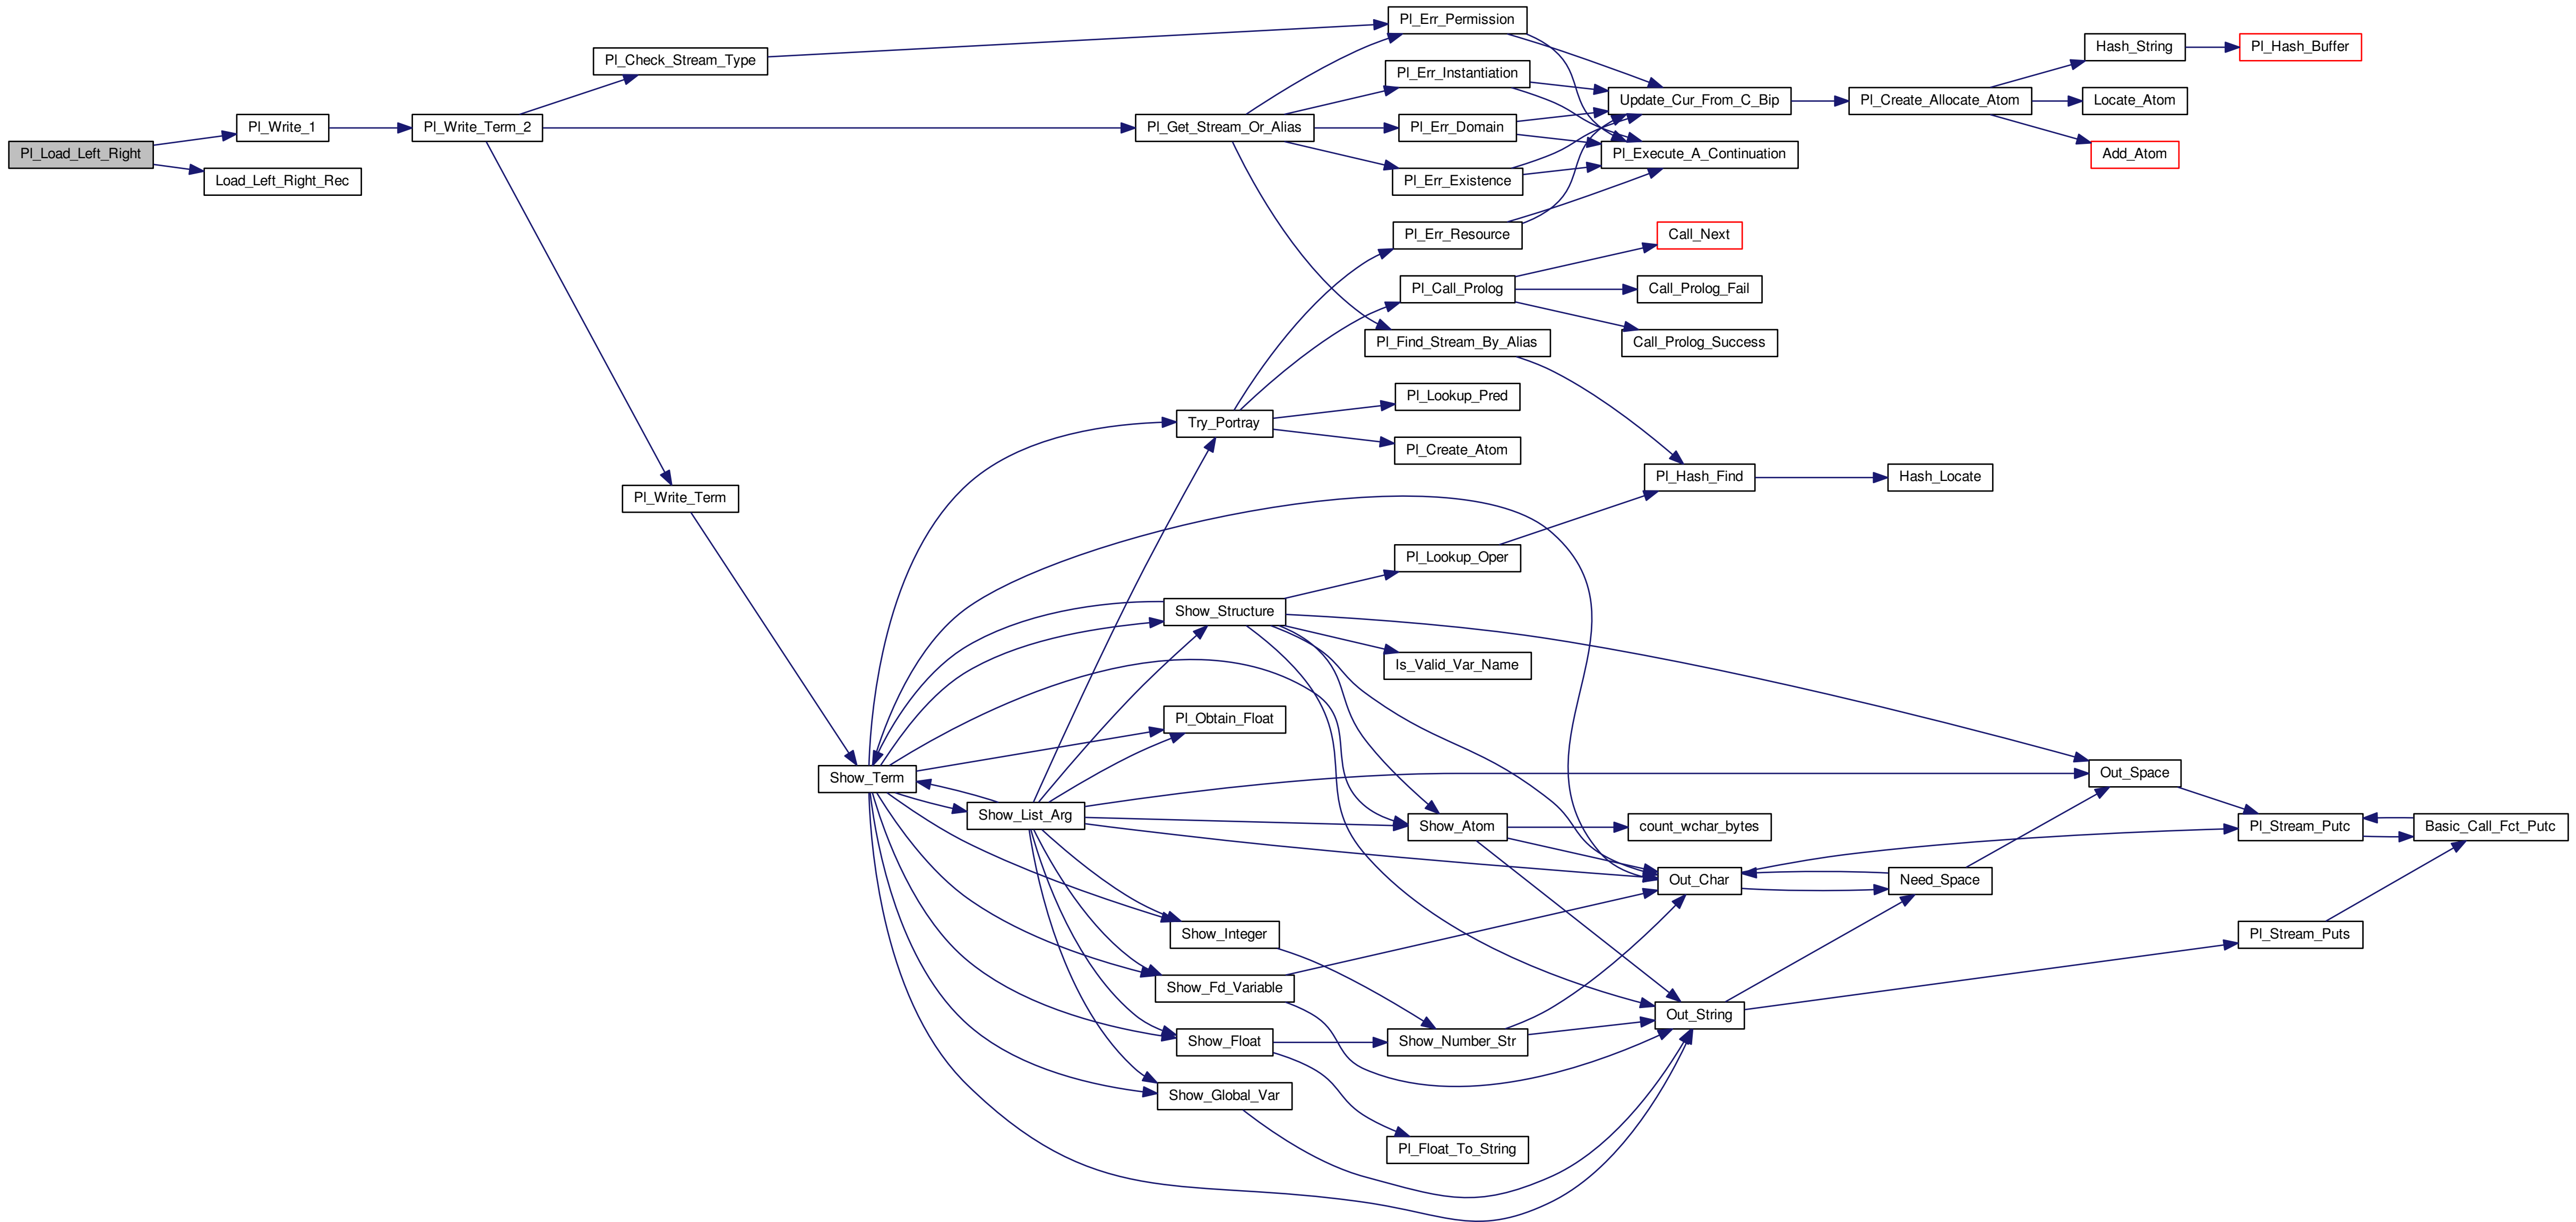 Pl_Load_Left_Right
Pl_Write_1
Load_Left_Right_Rec
Pl_Write_Term_2
Pl_Check_Stream_Type
Pl_Write_Term
Show_Term
Show_List_Arg
Pl_Get_Stream_Or_Alias
Try_Portray
Show_Structure
Pl_Obtain_Float
Show_Integer
Show_Fd_Variable
Show_Float
Show_Global_Var
Pl_Err_Permission
Pl_Err_Instantiation
Pl_Err_Domain
Pl_Err_Existence
Pl_Err_Resource
Pl_Call_Prolog
Pl_Find_Stream_By_Alias
Pl_Lookup_Pred
Pl_Create_Atom
Pl_Lookup_Oper
Is_Valid_Var_Name
Show_Atom
Show_Number_Str
Pl_Float_To_String
Update_Cur_From_C_Bip
Pl_Execute_A_Continuation
Call_Next
Call_Prolog_Fail
Call_Prolog_Success
Pl_Hash_Find
count_wchar_bytes
Out_Char
Out_String
Pl_Create_Allocate_Atom
Hash_Locate
Need_Space
Hash_String
Locate_Atom
Add_Atom
Out_Space
Pl_Hash_Buffer
Pl_Stream_Putc
Pl_Stream_Puts
Basic_Call_Fct_Putc